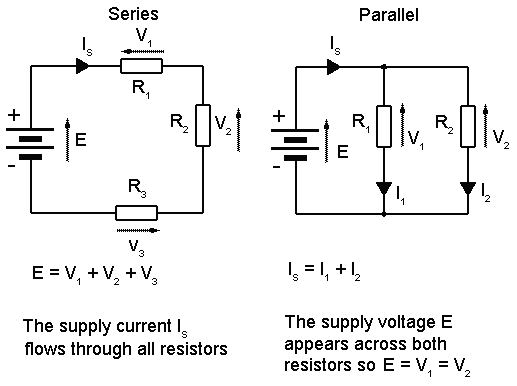 Series
V1
IS
R1
+
-
E
R2
V2
R3
V3
E = V1 + V2 + V3
The supply current IS
flows through all resistors
Parallel
IS
+
-
E
R1
V1
R2
V2
I1
I2
IS = I1 + I2
The supply voltage E
appears across both
resistors so E = V1 = V2